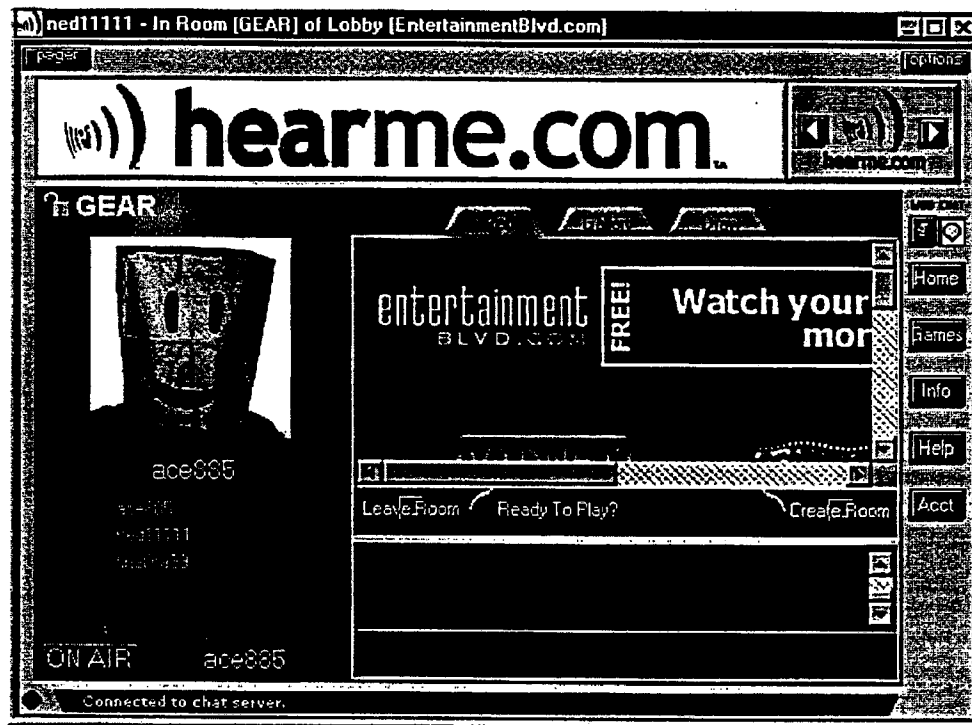 ned11111 - In Room [GEAR] of Lobby [EntertainmentBlvd.com]
pager
options
hearme.com
hearme.com
GEAR
entertainment
BLVD.COM
FREE!
Watch your
mor
Home
Games
Info
Help
Acct
ace885
Leave Room
Ready To Play?
Create Room
ned11111
ON AIR
ace885
Connected to chat server.